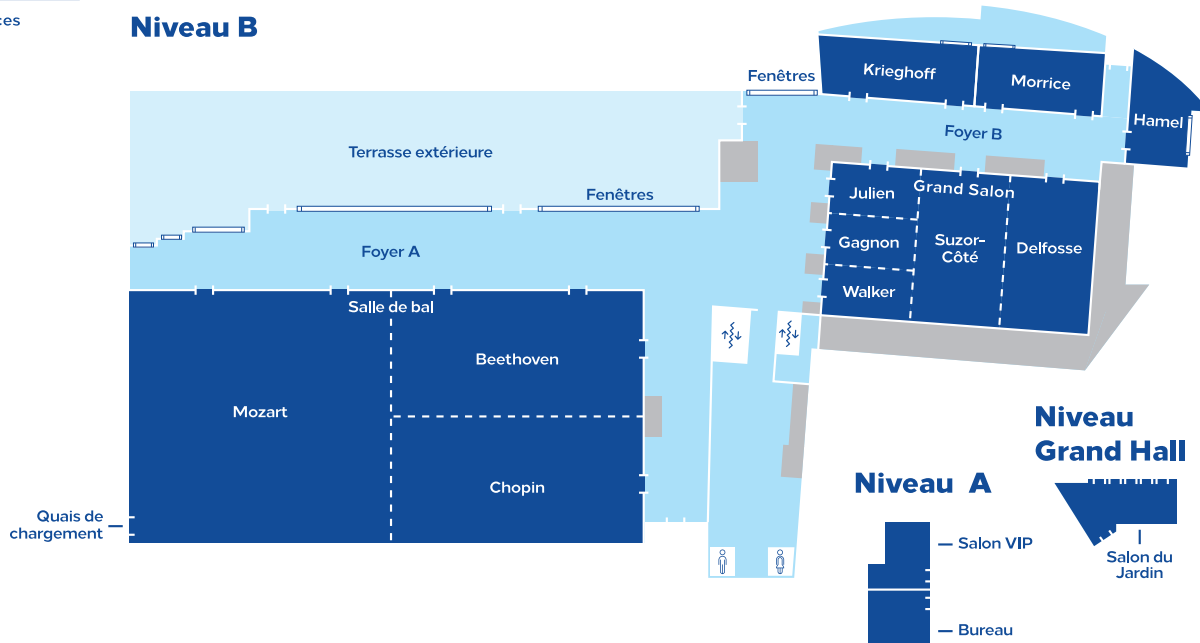 Niveau B
Fenêtres
Krieghoff
Morrice
Hamel
Foyer B
Terrasse extérieure
Fenêtres
Foyer A
Julien
Grand Salon
Gagnon
Suzor-
Côté
Delfosse
Walker
Salle de bal
Beethoven
Mozart
Chopin
Quais de
chargement
Niveau
Grand Hall
Salon du
Jardin
Niveau A
Salon VIP
Bureau